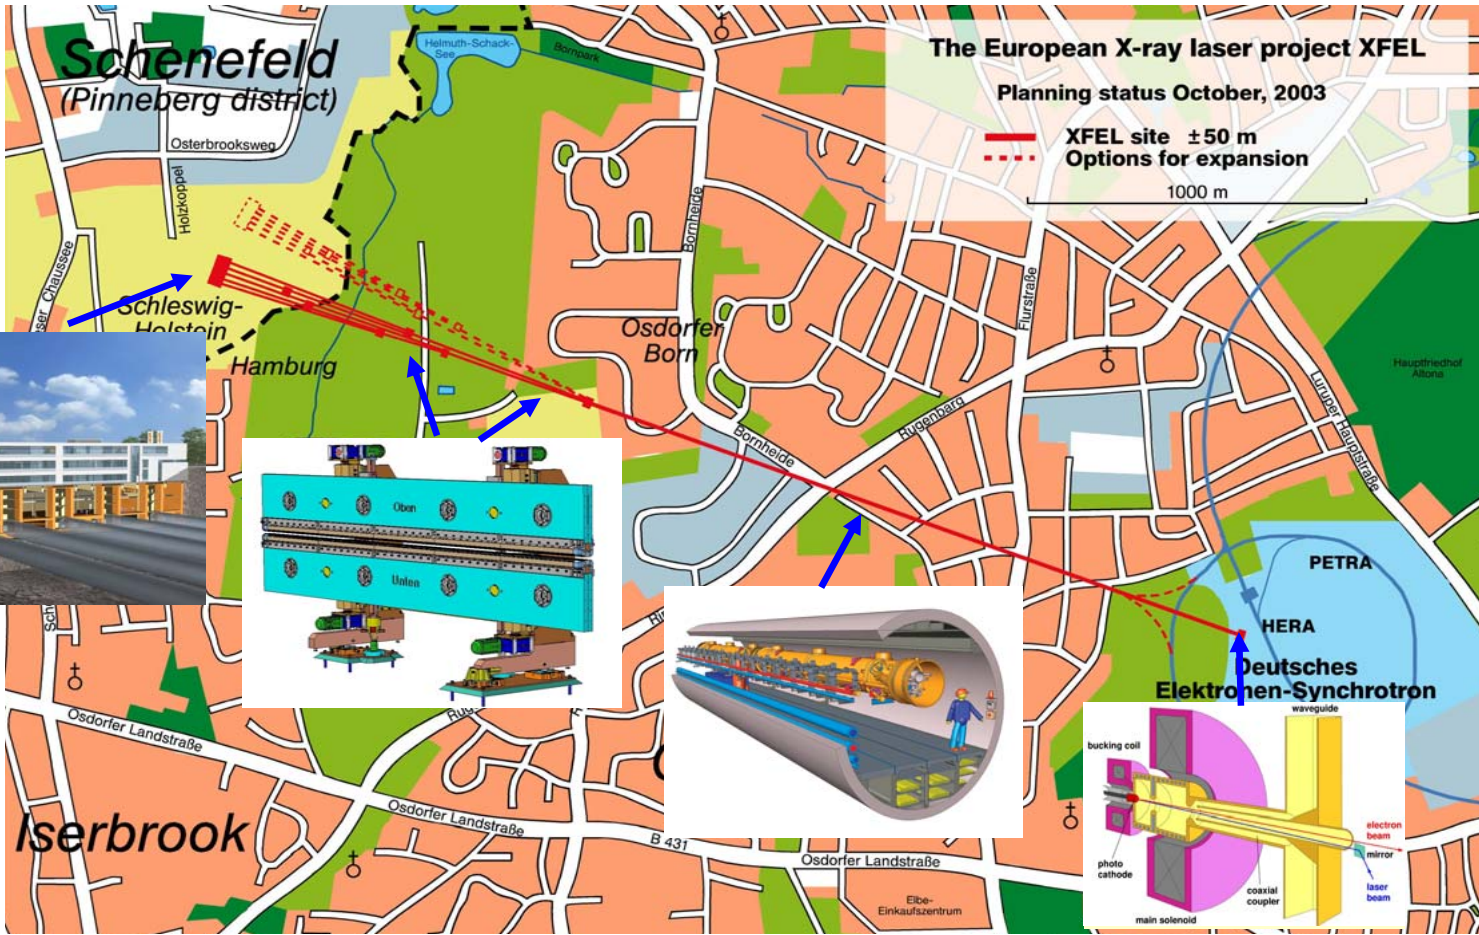 Schenefeld
(Pinneberg district)
Osterbrooksweg
Holzkoppel
Helmuth-Schack-
See
Bornpark
The European X-ray laser project XFEL
Planning status October, 2003
XFEL site ±50 m
Options for expansion
1000 m
Bornheide
Flurstraße
ser Chaussee
Schleswig-
Holstein
Hamburg
Osdorfer
Born
Hauptfriedhof
Altona
Luruper Hauptstraße
Rugenbarg
Bornheide
Oben
Unten
PETRA
HERA
Deutsches
Elektronen-Synchrotron
waveguide
bucking coil
electron
beam
mirror
photo
cathode
laser
beam
coaxial
coupler
main solenoid
Osdorfer Landstraße
Osdorfer Landstraße
B 431
Osdorfer Landstraße
Iserbrook
Elbe-
Einkaufszentrum